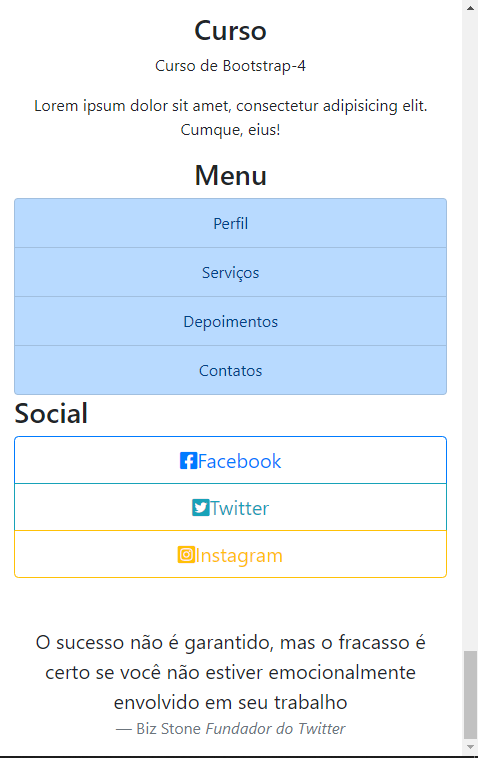 Curso
Curso de Bootstrap-4
Lorem ipsum dolor sit amet, consectetur adipisicing elit.
Cumque, eius!
Menu
Perfil
Serviços
Depoimentos
Contatos
Social
Facebook
Twitter
Instagram
O sucesso não é garantido, mas o fracasso é
certo se você não estiver emocionalmente
envolvido em seu trabalho
— Biz Stone Fundador do Twitter